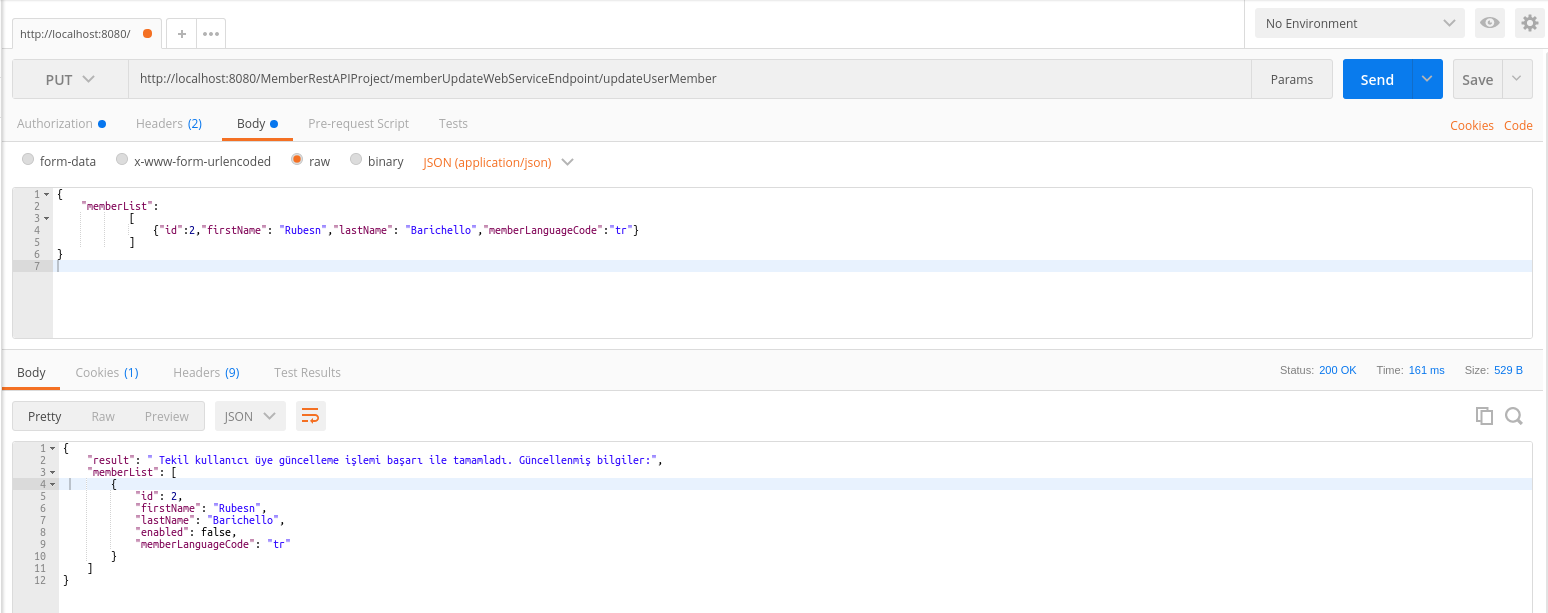 http://localhost:8080/
+
•••
No Environment
PUT
http://localhost:8080/MemberRestAPIProject/memberUpdateWebServiceEndpoint/updateUserMember
Params
Send
Save
Authorization
Headers (2)
Body
Pre-request Script
Tests
Cookies
Code
form-data
x-www-form-urlencoded
raw
binary
JSON (application/json)
1 {
2 "memberList":
3 [
4 {"id":2,"firstName": "Rubesn","lastName": "Barichello","memberLanguageCode":"tr"}
5 ]
6 }
7
Body
Cookies (1)
Headers (9)
Test Results
Status: 200 OK
Time: 161 ms
Size: 529 B
Pretty
Raw
Preview
JSON
1 {
2 "result": " Tekil kullanıcı üye güncelleme işlemi başarı ile tamamladı. Güncellenmiş bilgiler:",
3 "memberList": [
4 {
5 "id": 2,
6 "firstName": "Rubesn",
7 "lastName": "Barichello",
8 "enabled": false,
9 "memberLanguageCode": "tr"
10 }
11 ]
12 }